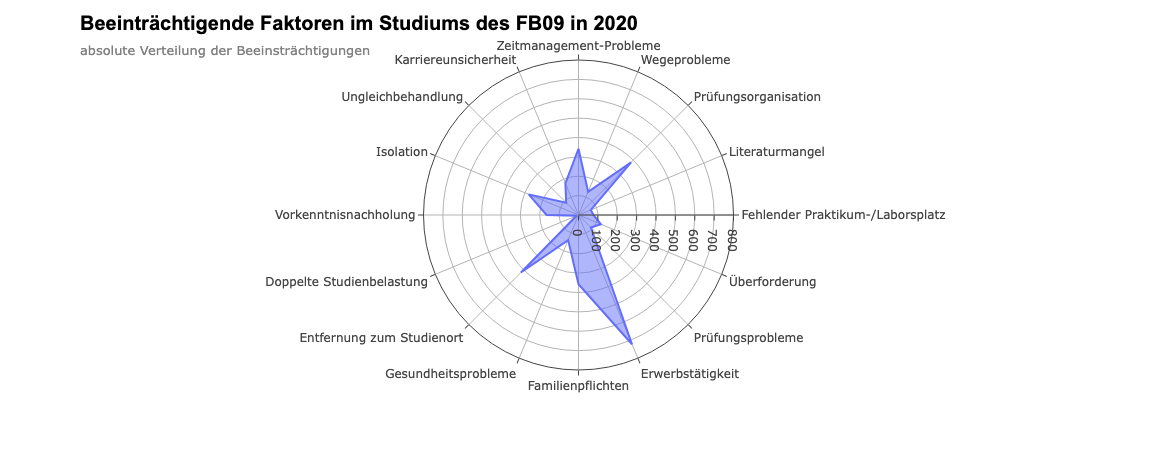 Beeinträchtigende Faktoren im Studiums des FB09 in 2020
absolute Verteilung der Beeinsträchtigungen
Zeitmanagement-Probleme
Karriereunsicherheit
Wegeprobleme
Ungleichbehandlung
Prüfungsorganisation
Isolation
Literaturmangel
Vorkenntnisnachholung
Fehlender Praktikum-/Laborsplatz
0
100
200
300
400
500
600
700
800
Doppelte Studienbelastung
Überforderung
Entfernung zum Studienort
Prüfungsprobleme
Gesundheitsprobleme
Erwerbstätigkeit
Familienpflichten